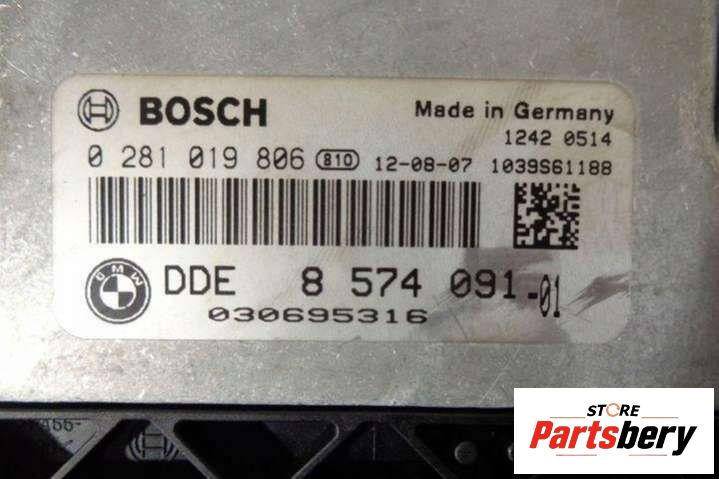 BOSCH Made in Germany
1242 0514
0 281 019 806 810 12-08-07 1039S61188
BMW DDE 8 574 091-01
030695316
STORE
Partsbery